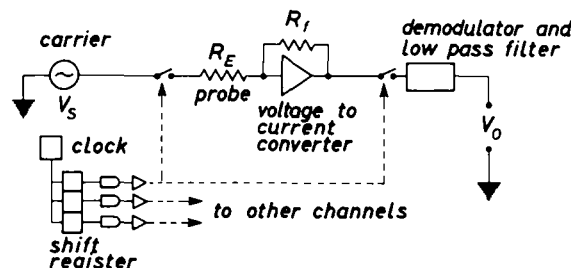 carrier
V_S
R_E
probe
R_f
voltage to
current
converter
demodulator and
low pass filter
V_O
clock
to other channels
shift
register